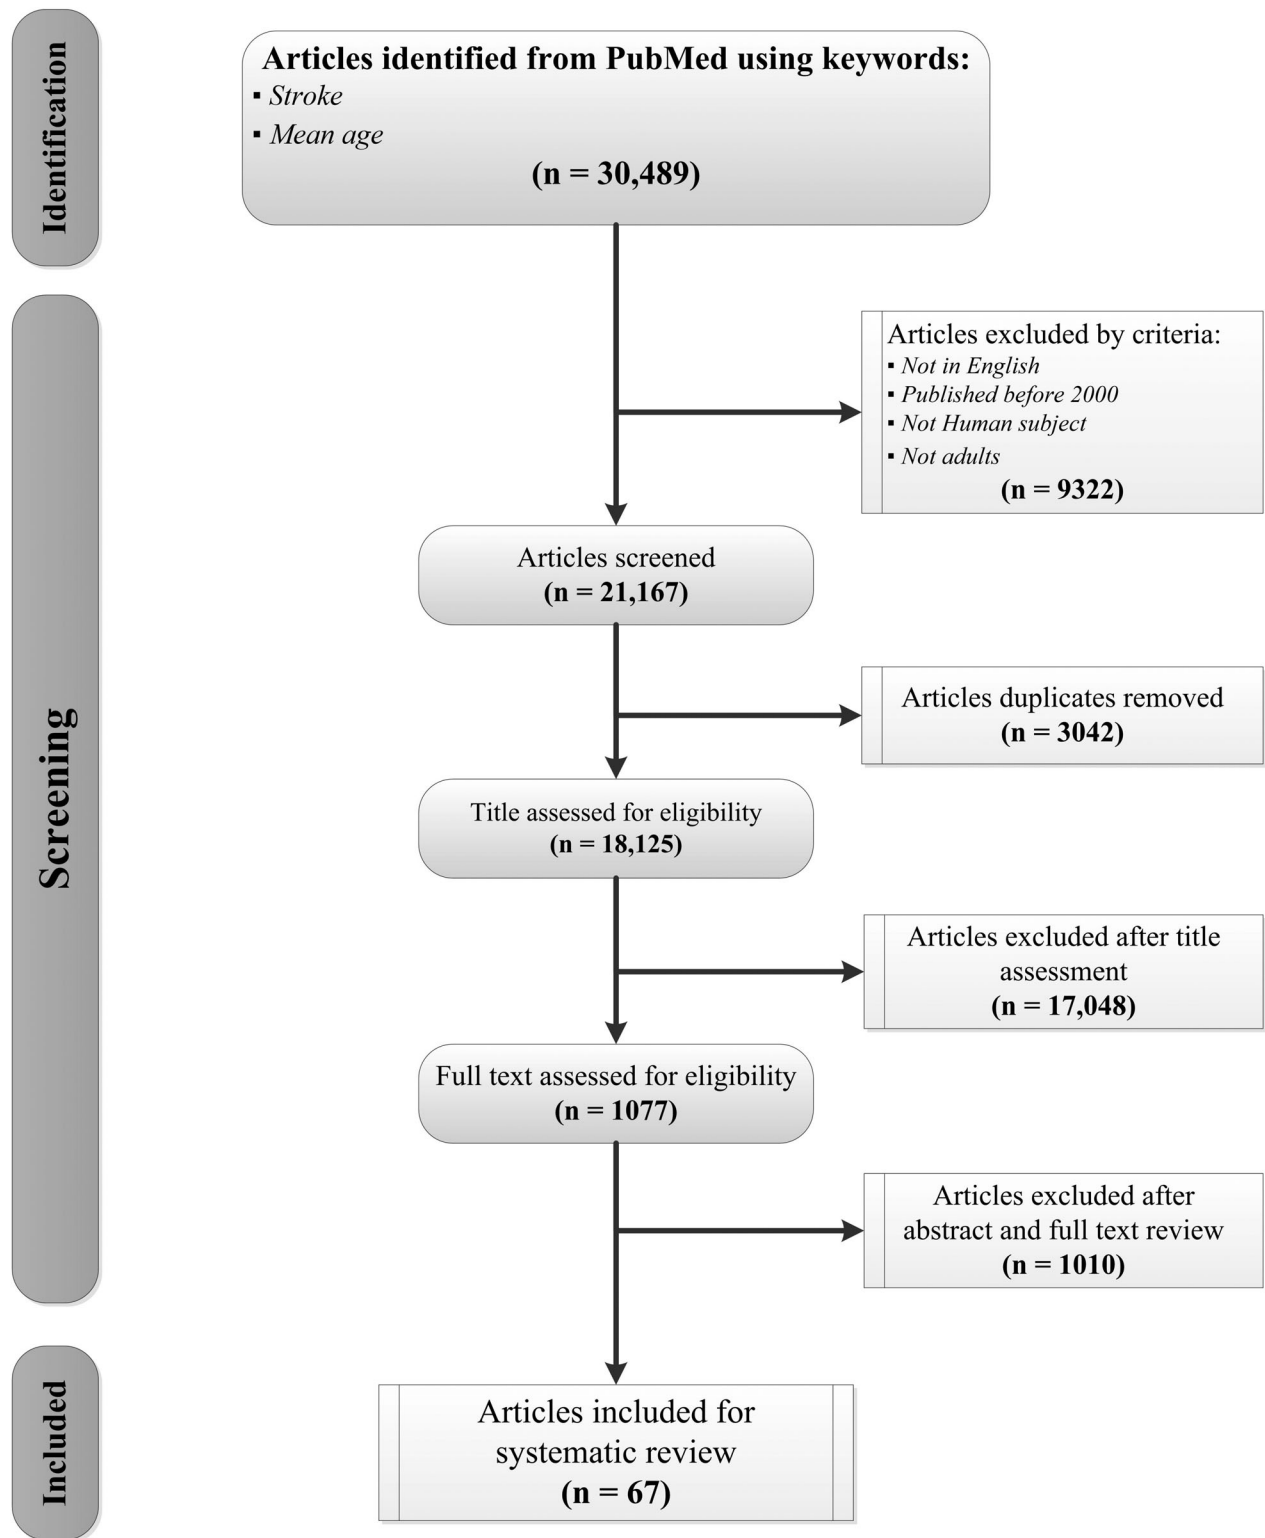 Identification
Articles identified from PubMed using keywords:
▪ Stroke
▪ Mean age
(n = 30,489)
Screening
Articles excluded by criteria:
▪ Not in English
▪ Published before 2000
▪ Not Human subject
▪ Not adults
(n = 9322)
Articles screened
(n = 21,167)
Articles duplicates removed
(n = 3042)
Title assessed for eligibility
(n = 18,125)
Articles excluded after title
assessment
(n = 17,048)
Full text assessed for eligibility
(n = 1077)
Articles excluded after
abstract and full text review
(n = 1010)
Included
Articles included for
systematic review
(n = 67)